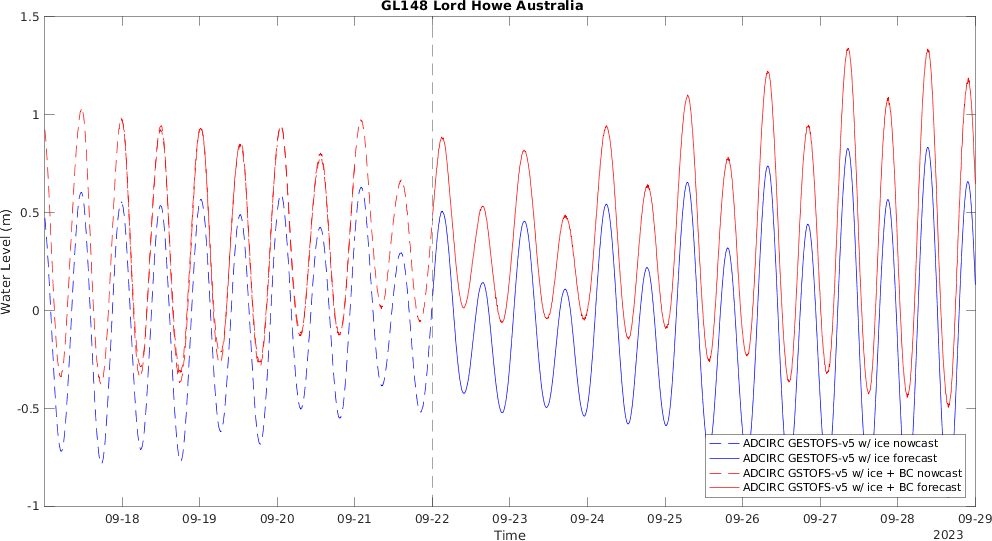 GL148 Lord Howe Australia
1.5
1
0.5
0
-0.5
-1
Water Level (m)
ADCIRC GESTOFS-v5 w/ ice nowcast
ADCIRC GESTOFS-v5 w/ ice forecast
ADCIRC GSTOFS-v5 w/ ice + BC nowcast
ADCIRC GSTOFS-v5 w/ ice + BC forecast
09-18 09-19 09-20 09-21 09-22 09-23 09-24 09-25 09-26 09-27 09-28 09-29
Time
2023